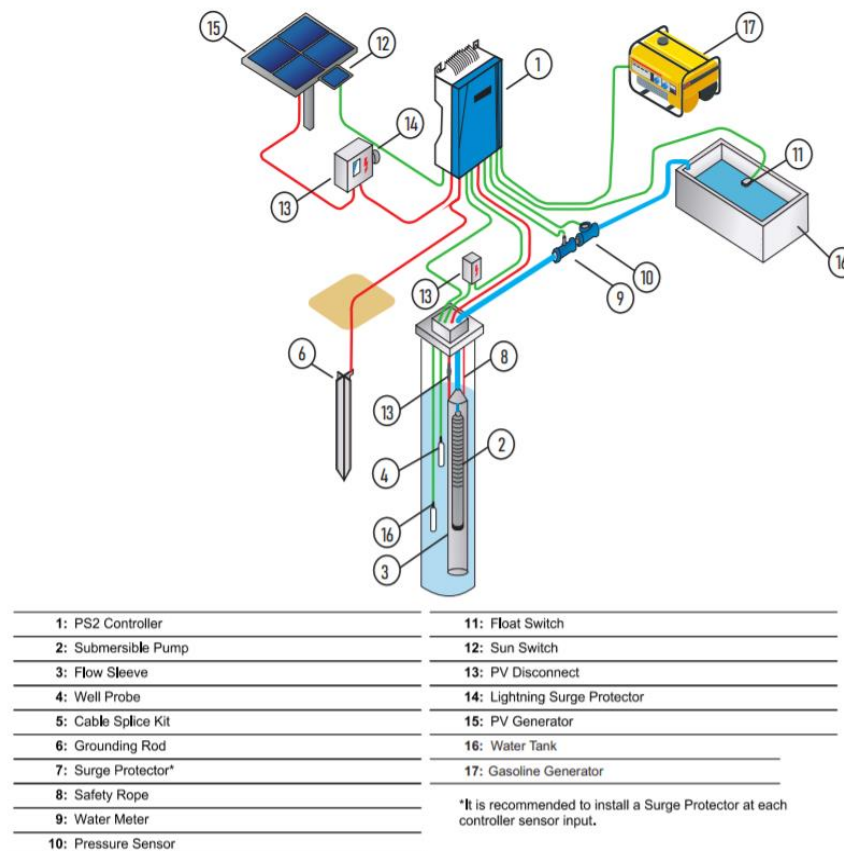 15
12
1
17
14
13
11
13
10
16
9
6
8
13
2
4
16
3
1: PS2 Controller
2: Submersible Pump
3: Flow Sleeve
4: Well Probe
5: Cable Splice Kit
6: Grounding Rod
7: Surge Protector*
8: Safety Rope
9: Water Meter
10: Pressure Sensor
11: Float Switch
12: Sun Switch
13: PV Disconnect
14: Lightning Surge Protector
15: PV Generator
16: Water Tank
17: Gasoline Generator
*It is recommended to install a Surge Protector at each
controller sensor input.